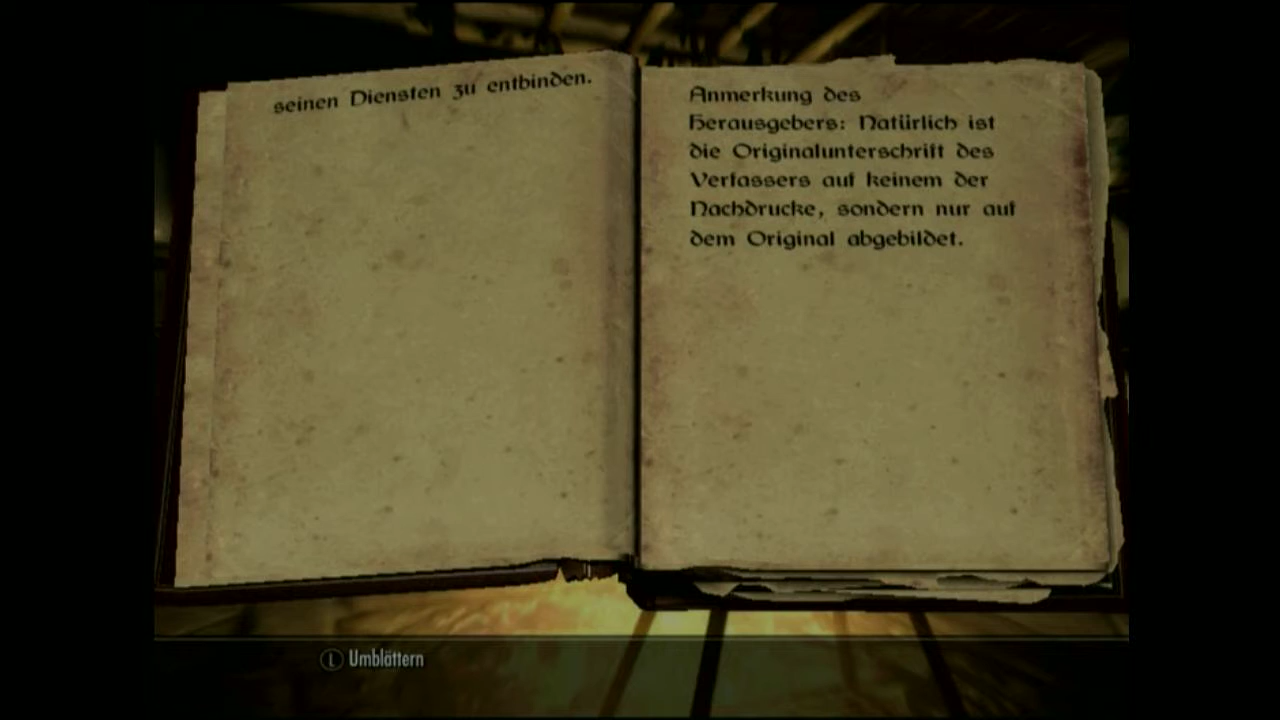 seinen Diensten zu entbinden.
Anmerkung des
Herausgebers: Natürlich ist
die Originalunterschrift des
Verfassers auf keinem der
Nachdrucke, sondern nur auf
dem Original abgebildet.
L Umblättern